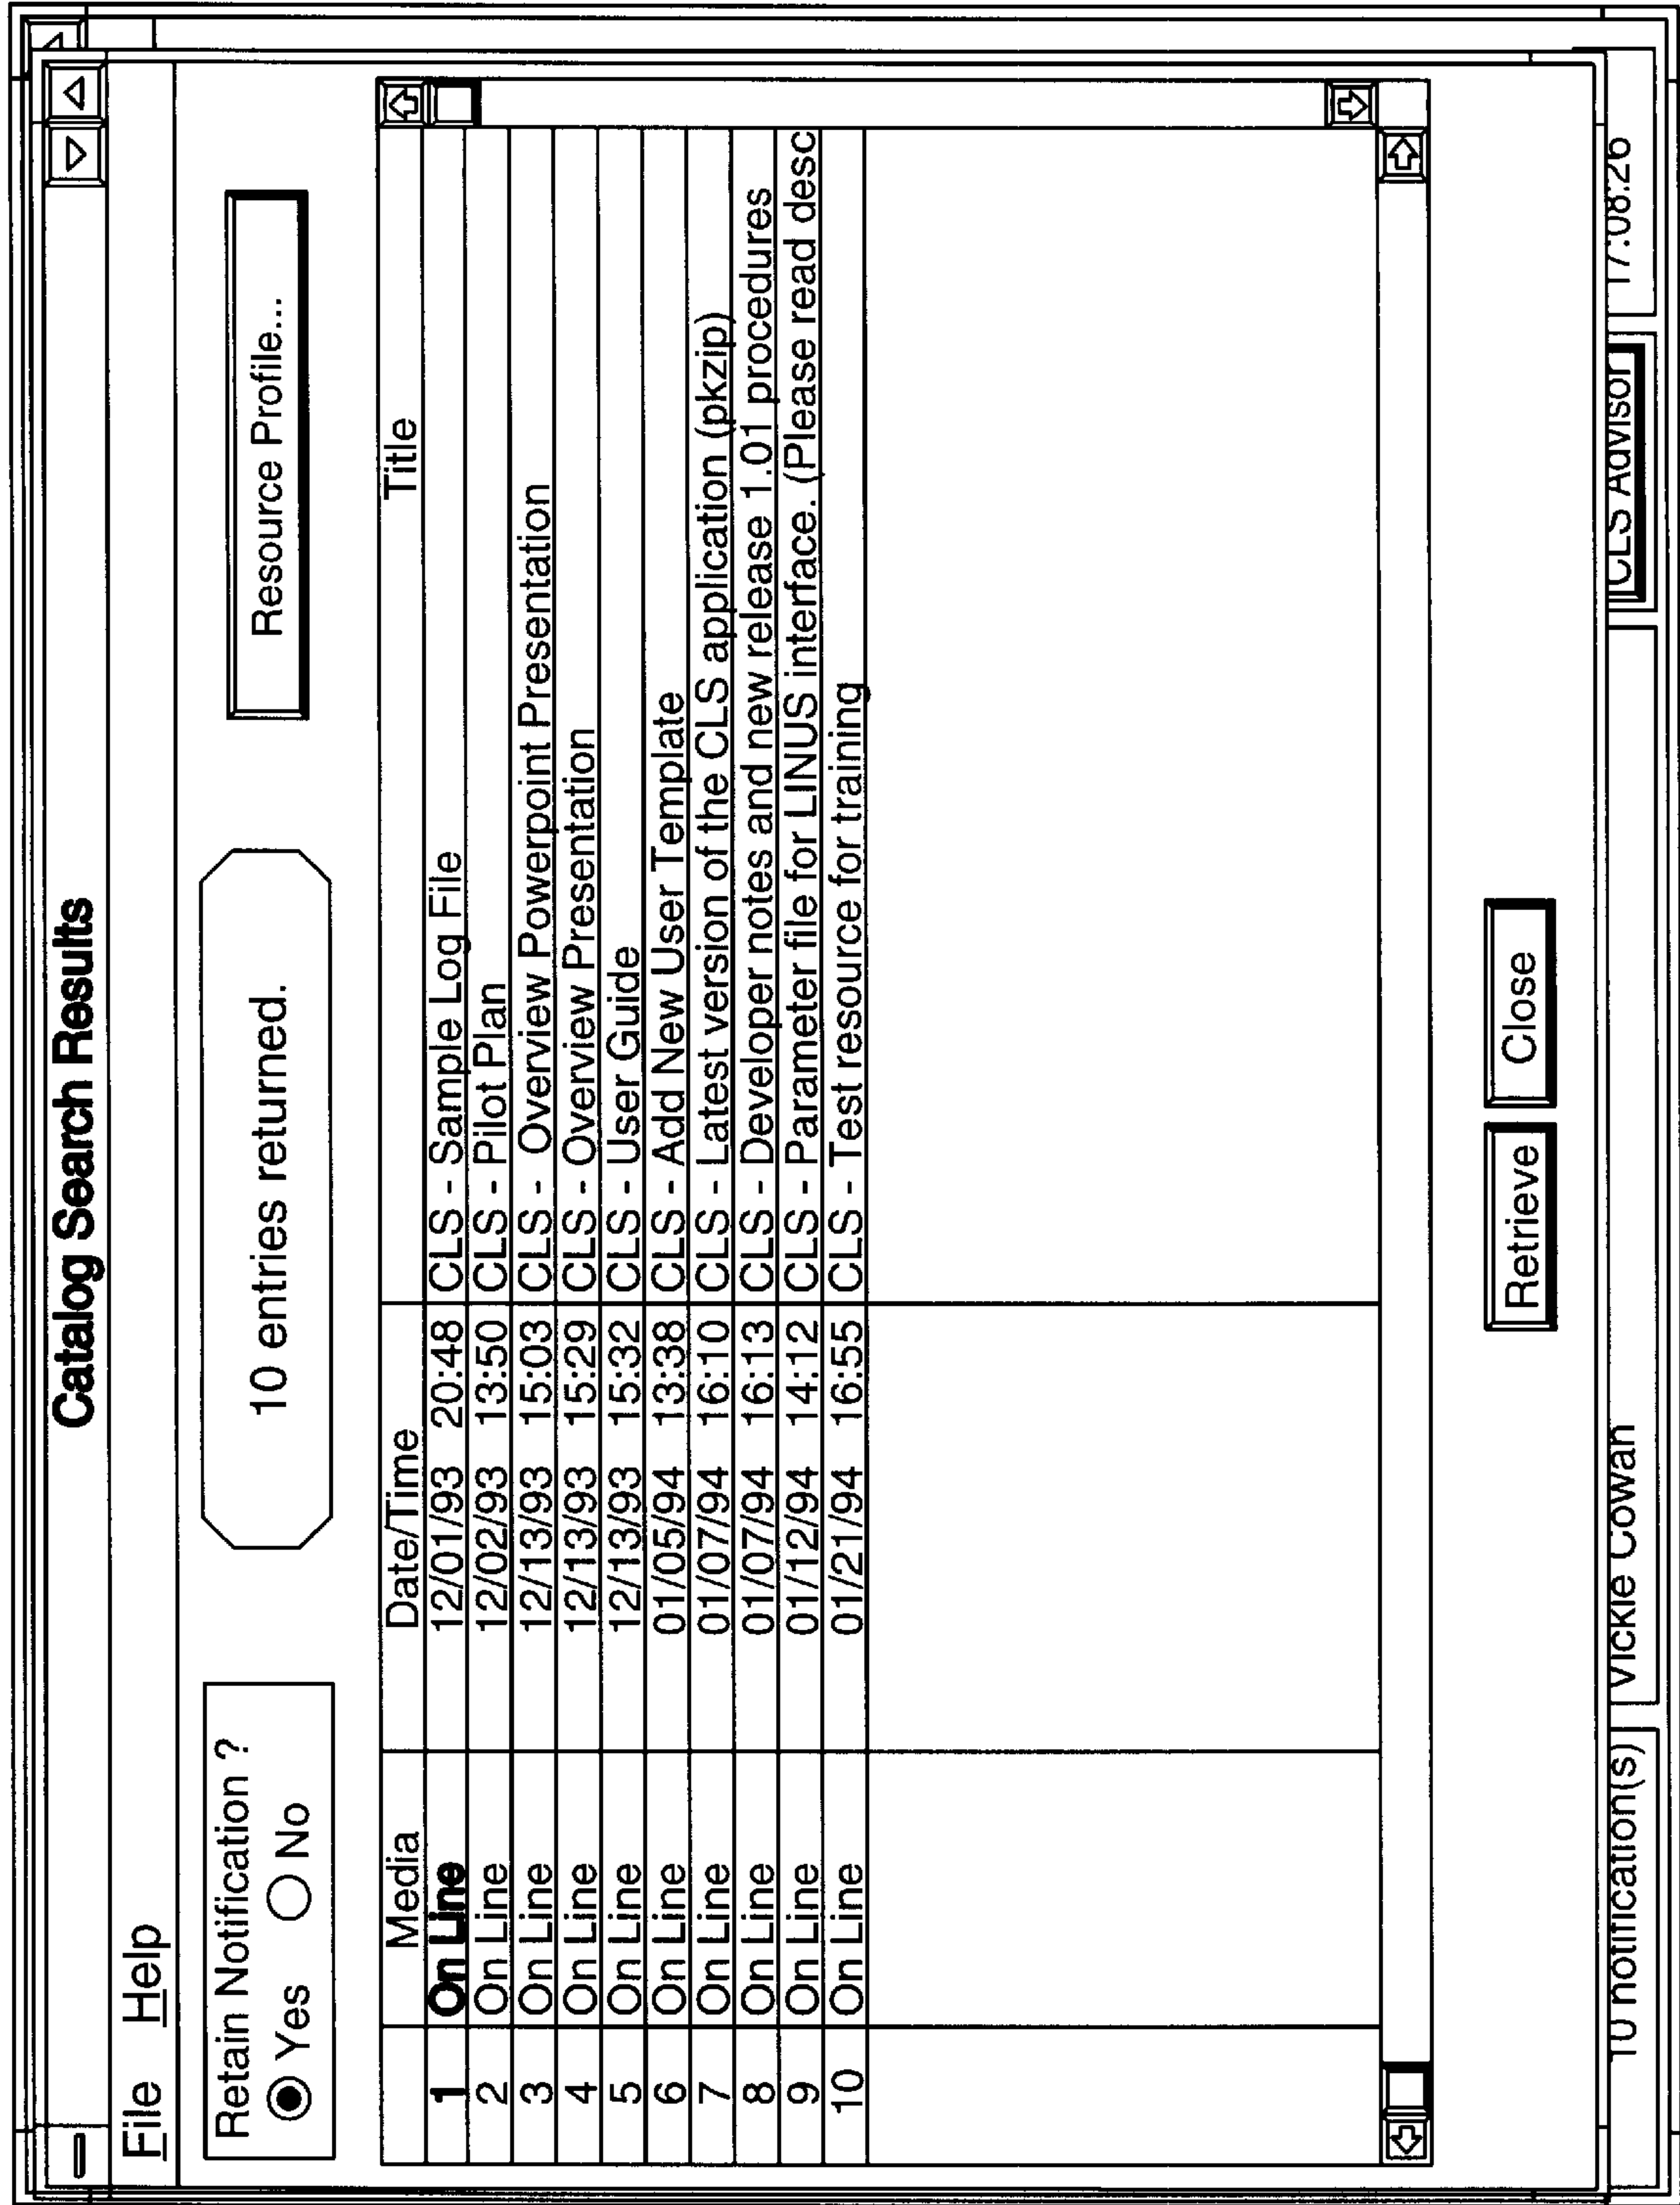 Catalog Search Results
File Help
Retain Notification ?
Yes No
10 entries returned.
Resource Profile...
Media Date/Time Title
1 On Line 12/01/93 20:48 CLS - Sample Log File
2 On Line 12/02/93 13:50 CLS - Pilot Plan
3 On Line 12/13/93 15:03 CLS - Overview Powerpoint Presentation
4 On Line 12/13/93 15:29 CLS - Overview Presentation
5 On Line 12/13/93 15:32 CLS - User Guide
6 On Line 01/05/94 13:38 CLS - Add New User Template
7 On Line 01/07/94 16:10 CLS - Latest version of the CLS application (pkzip)
8 On Line 01/07/94 16:13 CLS - Developer notes and new release 1.01 procedures
9 On Line 01/12/94 14:12 CLS - Parameter file for LINUS interface. (Please read desc
10 On Line 01/21/94 16:55 CLS - Test resource for training
Retrieve Close
10 notification(s) Vickie Cowan CLS Advisor 17:08:26